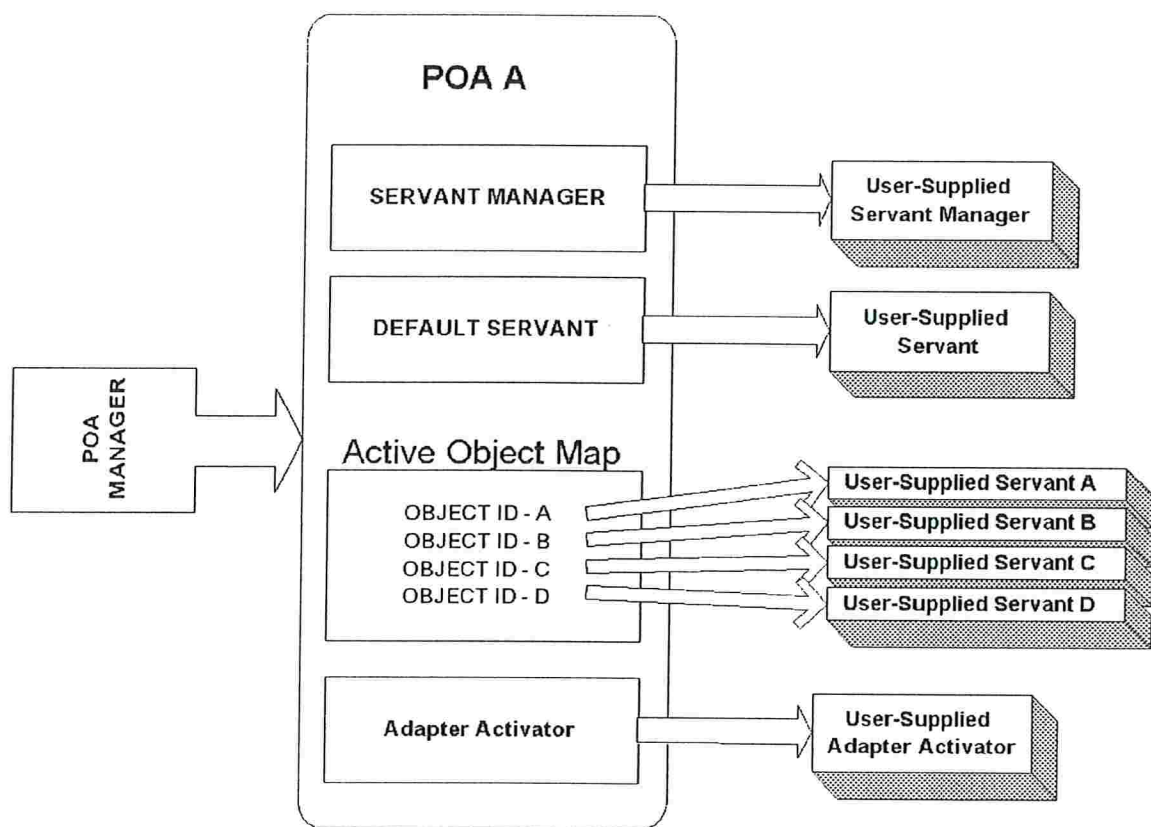 POA A
SERVANT MANAGER
User-Supplied
Servant Manager
DEFAULT SERVANT
User-Supplied
Servant
POA
MANAGER
Active Object Map
OBJECT ID - A
OBJECT ID - B
OBJECT ID - C
OBJECT ID - D
User-Supplied Servant A
User-Supplied Servant B
User-Supplied Servant C
User-Supplied Servant D
Adapter Activator
User-Supplied
Adapter Activator